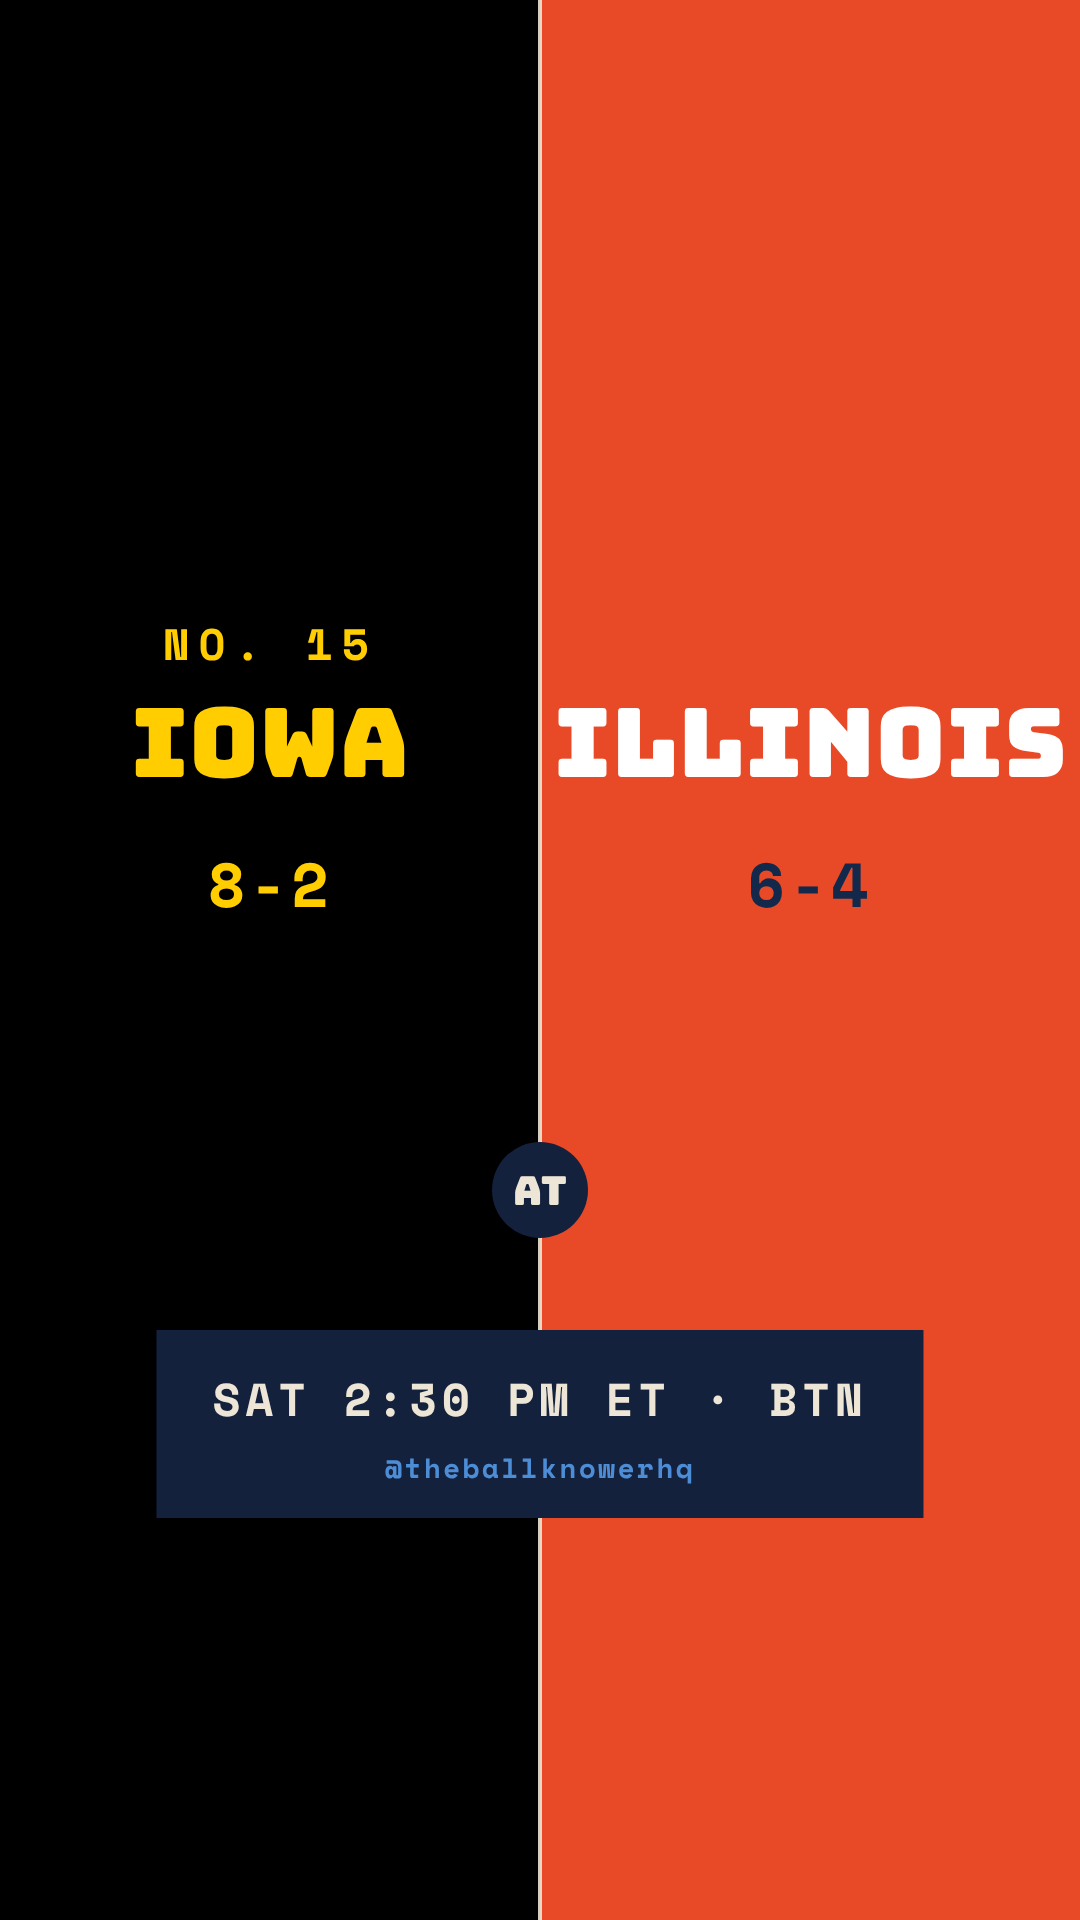 NO. 15
IOWA
8-2
ILLINOIS
6-4
AT
SAT 2:30 PM ET · BTN
@theballknowerhq